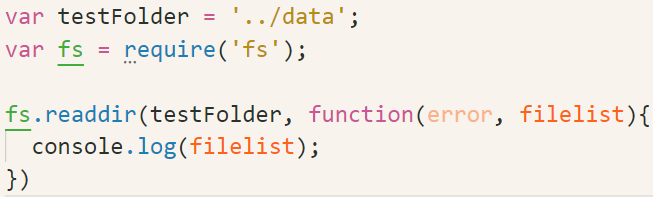 var testFolder = '../data';
var fs = require('fs');
fs.readdir(testFolder, function(error, filelist){
  console.log(filelist);
})